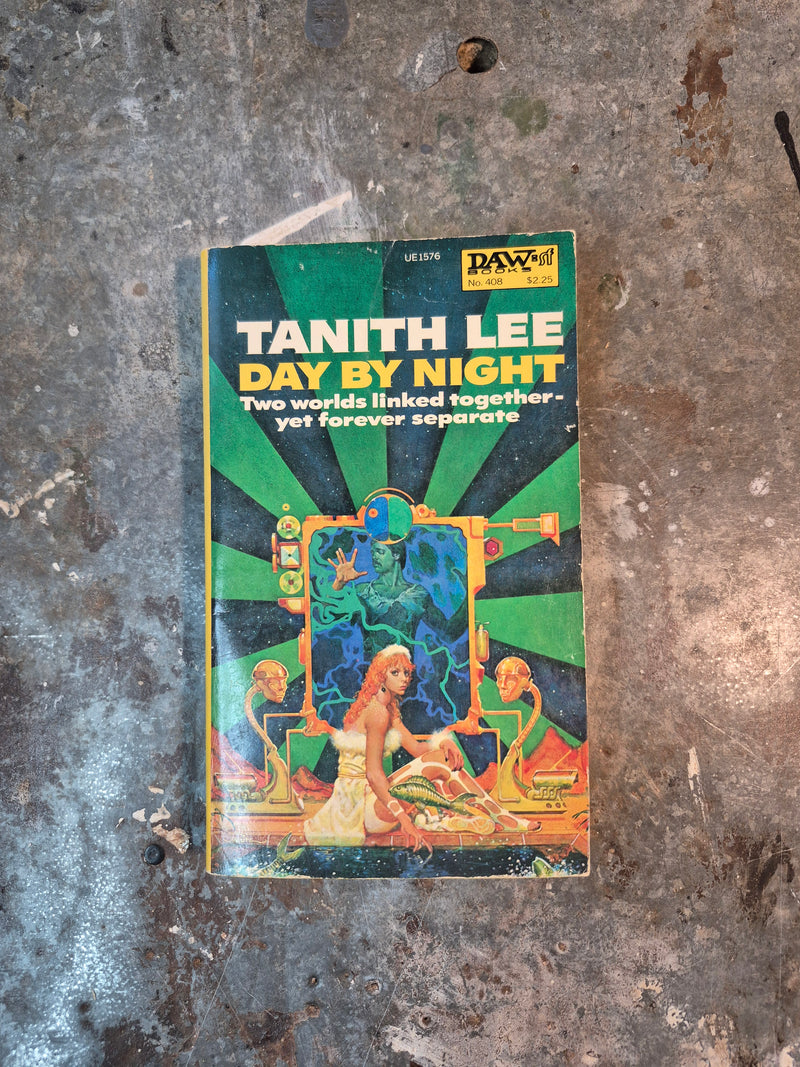 UE1576
DAW sf
BOOKS
No. 408 $2.25
TANITH LEE
DAY BY NIGHT
Two worlds linked together-
yet forever separate